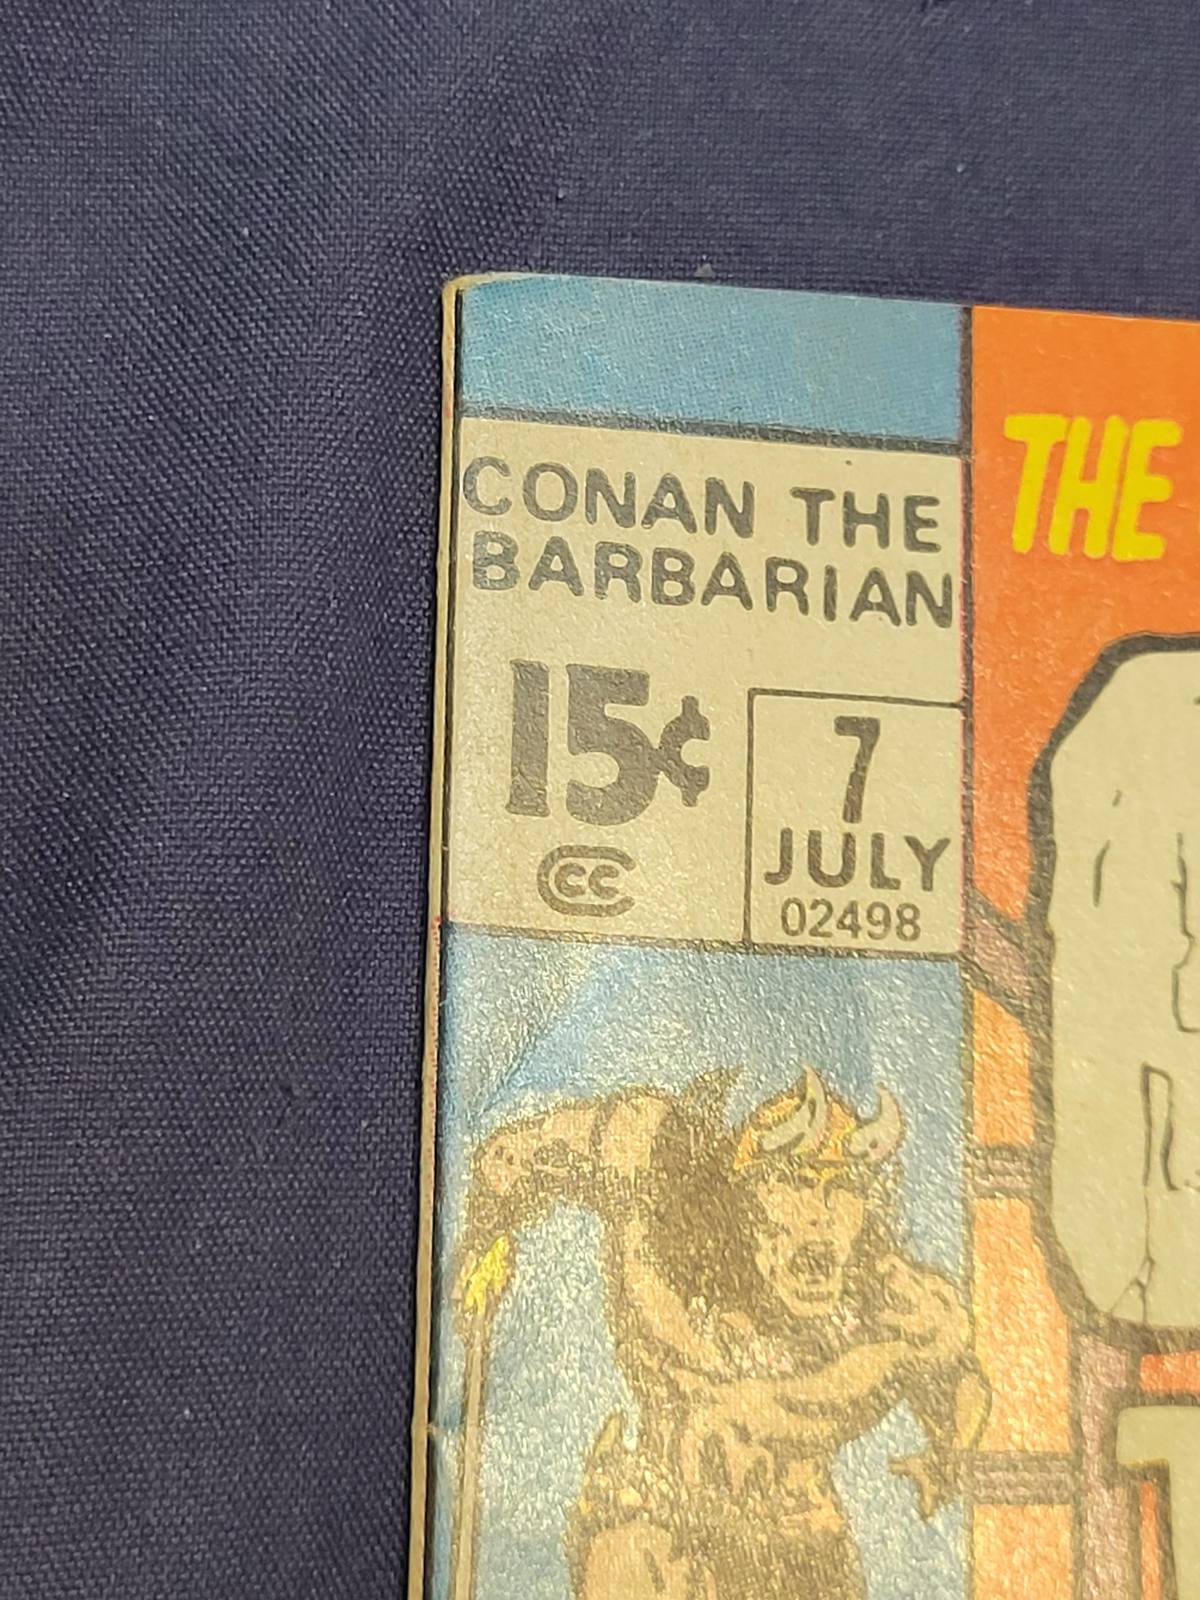 CONAN THE
BARBARIAN
15¢
CC
7
JULY
02498
THE